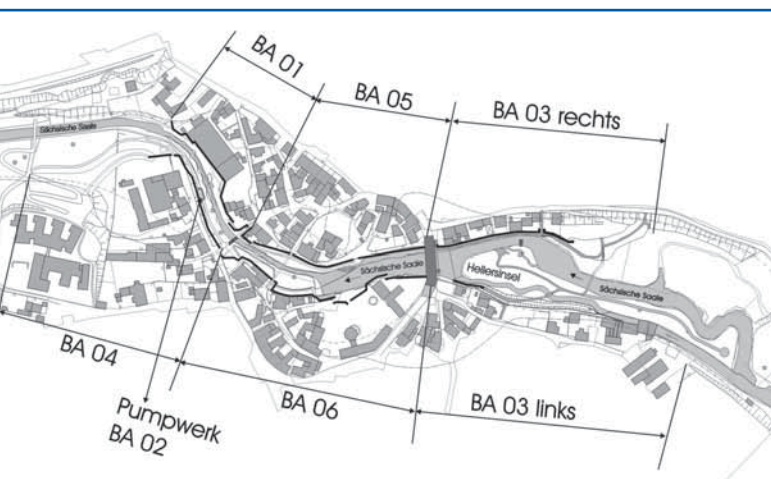 BA 01
BA 05
BA 03 rechts
Sächsische Saale
Sächsische Saale
Hellersinsel
Sächsische Saale
BA 04
Pumpwerk
BA 02
BA 06
BA 03 links